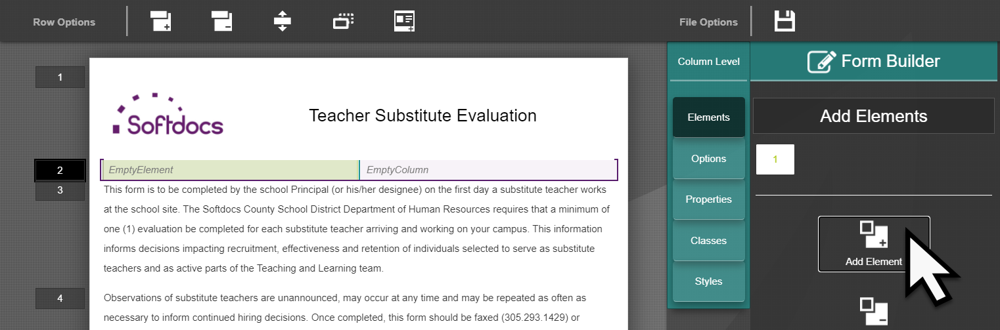 Row Options
File Options
Column Level
Form Builder
1
Softdocs
Teacher Substitute Evaluation
Elements
Add Elements
Options
1
2
EmptyElement
EmptyColumn
3
This form is to be completed by the school Principal (or his/her designee) on the first day a substitute teacher works
at the school site. The Softdocs County School District Department of Human Resources requires that a minimum of
one (1) evaluation be completed for each substitute teacher arriving and working on your campus. This information
informs decisions impacting recruitment, effectiveness and retention of individuals selected to serve as substitute
teachers and as active parts of the Teaching and Learning team.
Properties
Classes
Add Element
Styles
4
Observations of substitute teachers are unannounced, may occur at any time and may be repeated as often as
necessary to inform continued hiring decisions. Once completed, this form should be faxed (305.293.1429) or